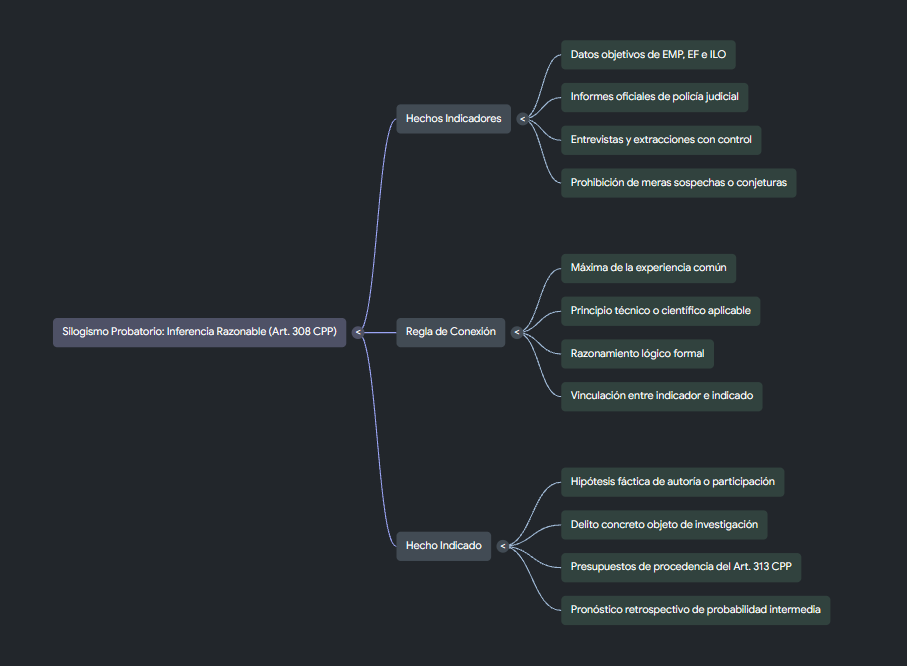 Silogismo Probatorio: Inferencia Razonable (Art. 308 CPP)
<
Hechos Indicadores
<
Datos objetivos de EMP, EF e ILO
Informes oficiales de policía judicial
Entrevistas y extracciones con control
Prohibición de meras sospechas o conjeturas
Regla de Conexión
<
Máxima de la experiencia común
Principio técnico o científico aplicable
Razonamiento lógico formal
Vinculación entre indicador e indicado
Hecho Indicado
<
Hipótesis fáctica de autoría o participación
Delito concreto objeto de investigación
Presupuestos de procedencia del Art. 313 CPP
Pronóstico retrospectivo de probabilidad intermedia